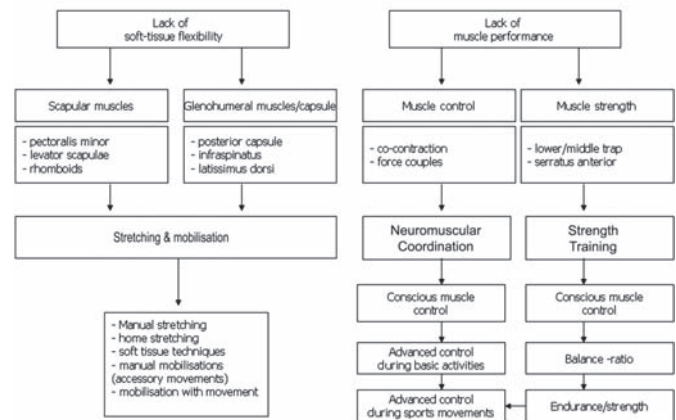 Lack of
soft-tissue flexibility
Scapular muscles
- pectoralis minor
- levator scapulae
- rhomboids
Glenohumeral muscles/capsule
- posterior capsule
- infraspinatus
- latissimus dorsi
Stretching & mobilisation
- Manual stretching
- home stretching
- soft tissue techniques
- manual mobilisations
(accessory movements)
- mobilisation with movement
Lack of
muscle performance
Muscle control
- co-contraction
- force couples
Neuromuscular
Coordination
Conscious muscle
control
Advanced control
during basic activities
Advanced control
during sports movements
Muscle strength
- lower/middle trap
- serratus anterior
Strength
Training
Conscious muscle
control
Balance -ratio
Endurance/strength